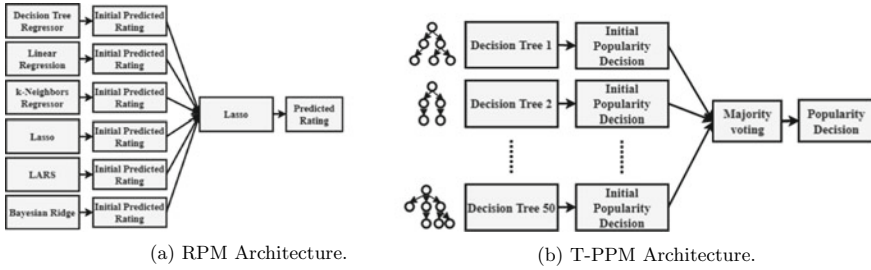 Decision Tree
Regressor
Initial Predicted
Rating
Linear
Regression
Initial Predicted
Rating
k-Neighbors
Regressor
Initial Predicted
Rating
Lasso
Initial Predicted
Rating
LARS
Initial Predicted
Rating
Bayesian Ridge
Initial Predicted
Rating
Lasso
Predicted
Rating
(a) RPM Architecture.
Decision Tree 1
Initial
Popularity
Decision
Decision Tree 2
Initial
Popularity
Decision
Decision Tree 50
Initial
Popularity
Decision
Majority
voting
Popularity
Decision
(b) T-PPM Architecture.